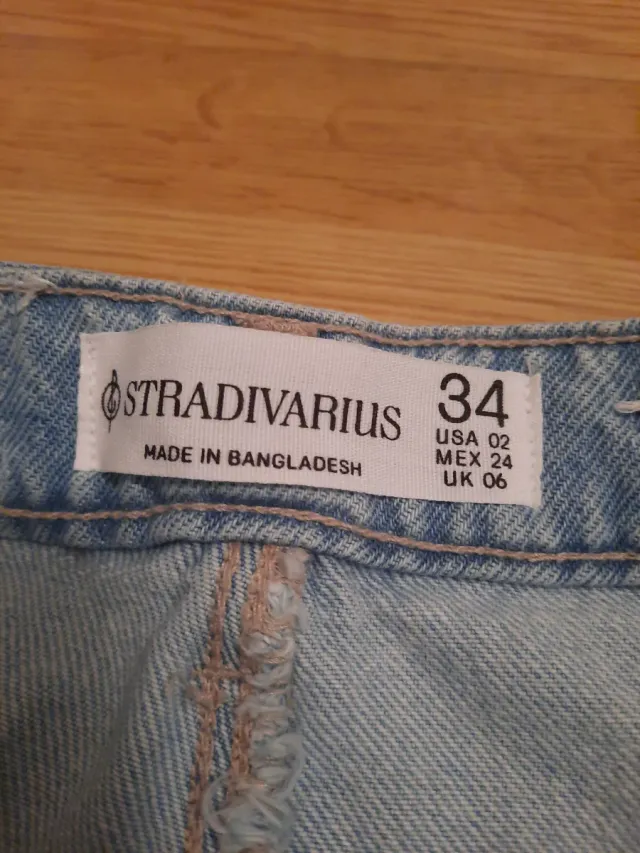 STRADIVARIUS
MADE IN BANGLADESH
34
USA 02
MEX 24
UK 06